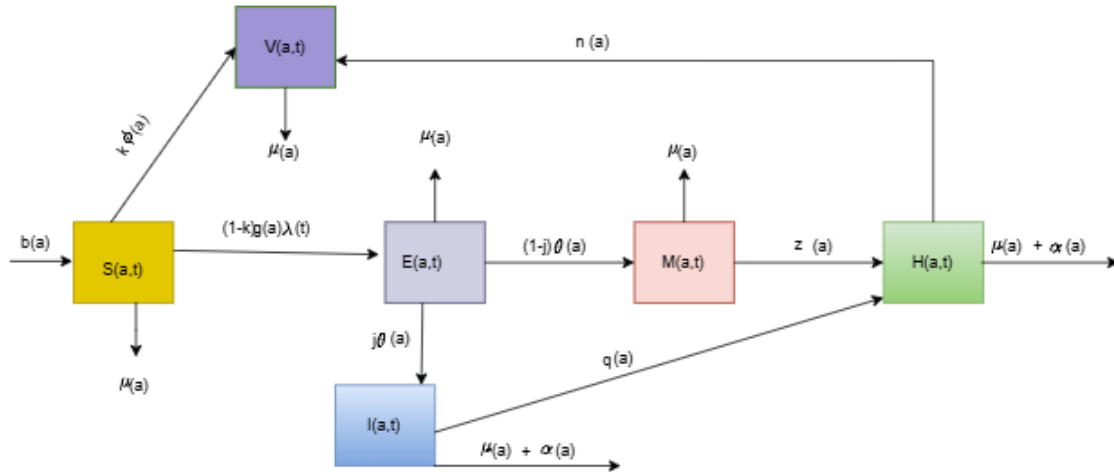 V(a,t)
n (a)
kϕ(a)
μ(a)
μ(a)
μ(a)
b(a)
S(a,t)
(1-k)g(a)λ(t)
E(a,t)
(1-j)θ(a)
M(a,t)
z (a)
H(a,t)
μ(a) + α(a)
μ(a)
jθ(a)
q(a)
I(a,t)
μ(a) + α(a)